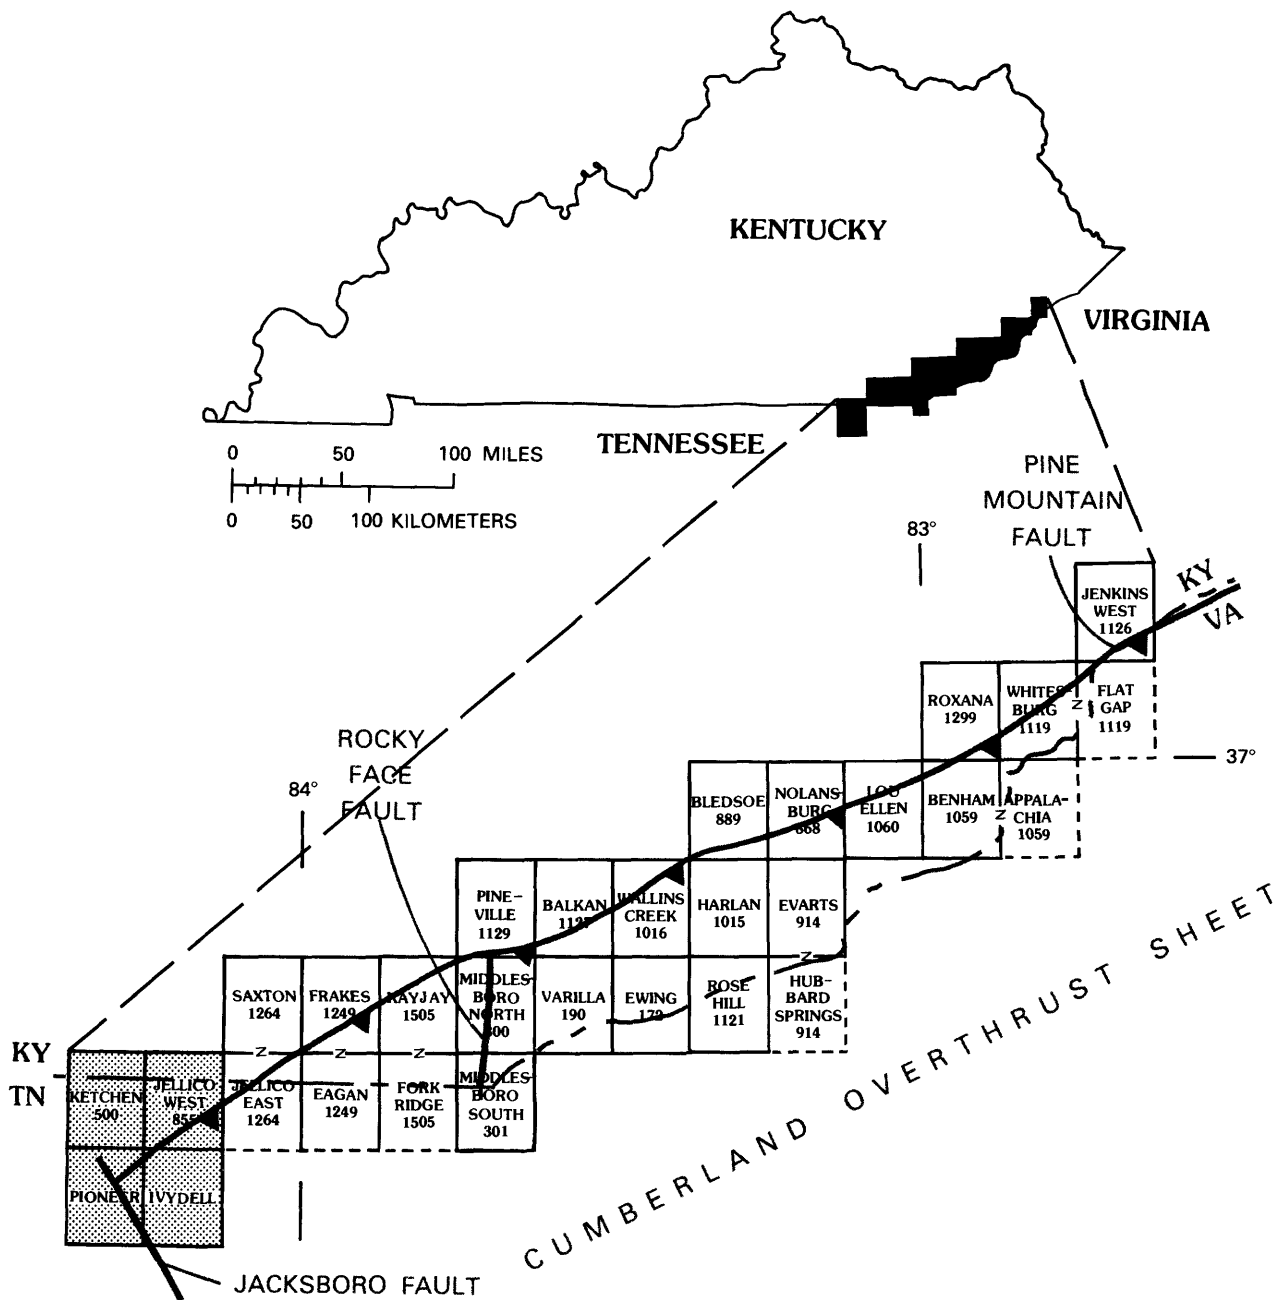 KENTUCKY
VIRGINIA
TENNESSEE
0 50 100 MILES
0 50 100 KILOMETERS
PINE
MOUNTAIN
FAULT
83°
KY
VA
JENKINS
WEST
1126
ROXANA
1299
WHITES-
BURG
1119
N
FLAT
GAP
1119
37°
ROCKY
FACE
FAULT
84°
BLEDSOE
889
NOLANS-
BURG
868
LOU
ELLEN
1060
BENHAM
1059
N
APPALA-
CHIA
1059
PINE-
VILLE
1129
BALKAN
1127
WALLINS
CREEK
1016
HARLAN
1015
EVARTS
914
N
SAXTON
1264
FRAKES
1249
KAYJAY
1505
MIDDLES-
BORO
NORTH
300
VARILLA
190
EWING
172
ROSE
HILL
1121
HUB-
BARD
SPRINGS
914
KY
TN
N
N
N
KETCHEN
500
JELLICO
WEST
855
JELLICO
EAST
1264
EAGAN
1249
FORK
RIDGE
1505
MIDDLES-
BORO
SOUTH
301
PIONEER
IVYDELL
JACKSBORO FAULT
CUMBERLAND OVERTHRUST SHEET